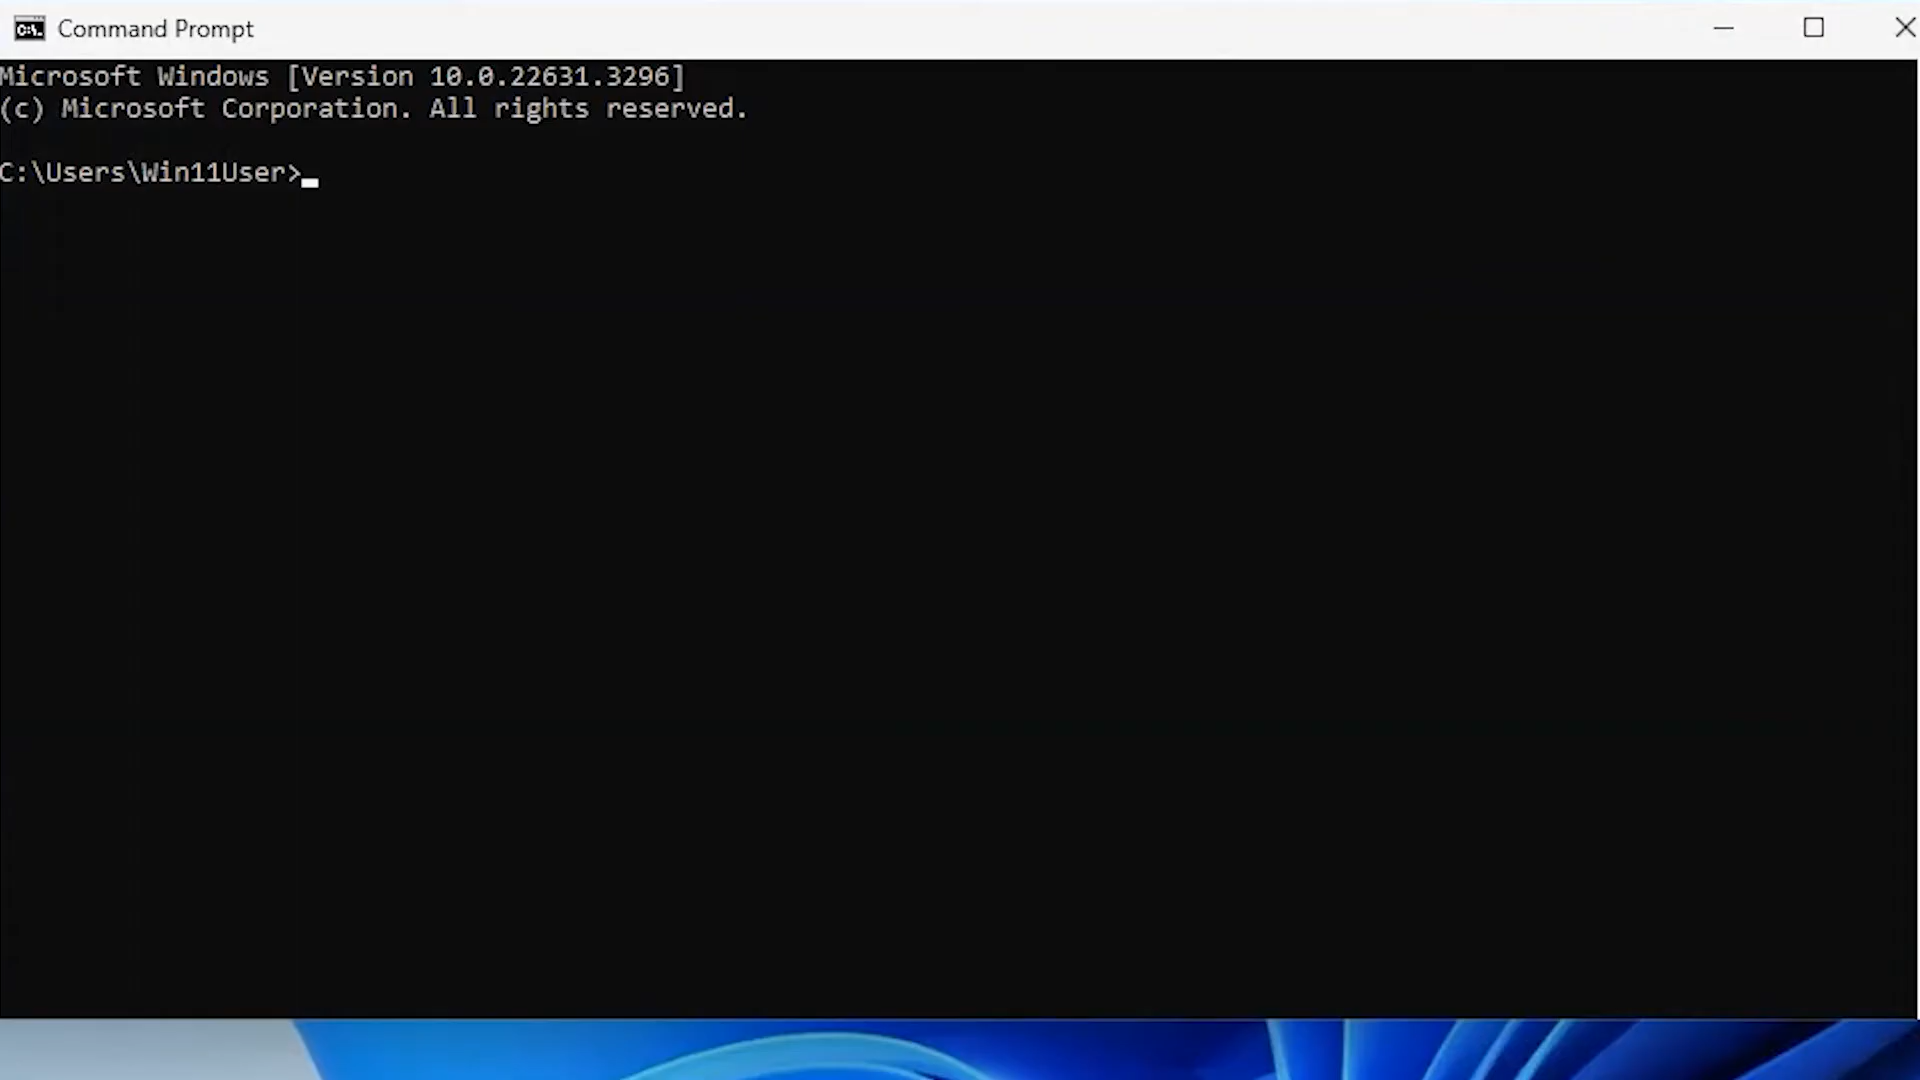 Command Prompt
Microsoft Windows [Version 10.0.22631.3296]
(c) Microsoft Corporation. All rights reserved.
C:\Users\Win11User>